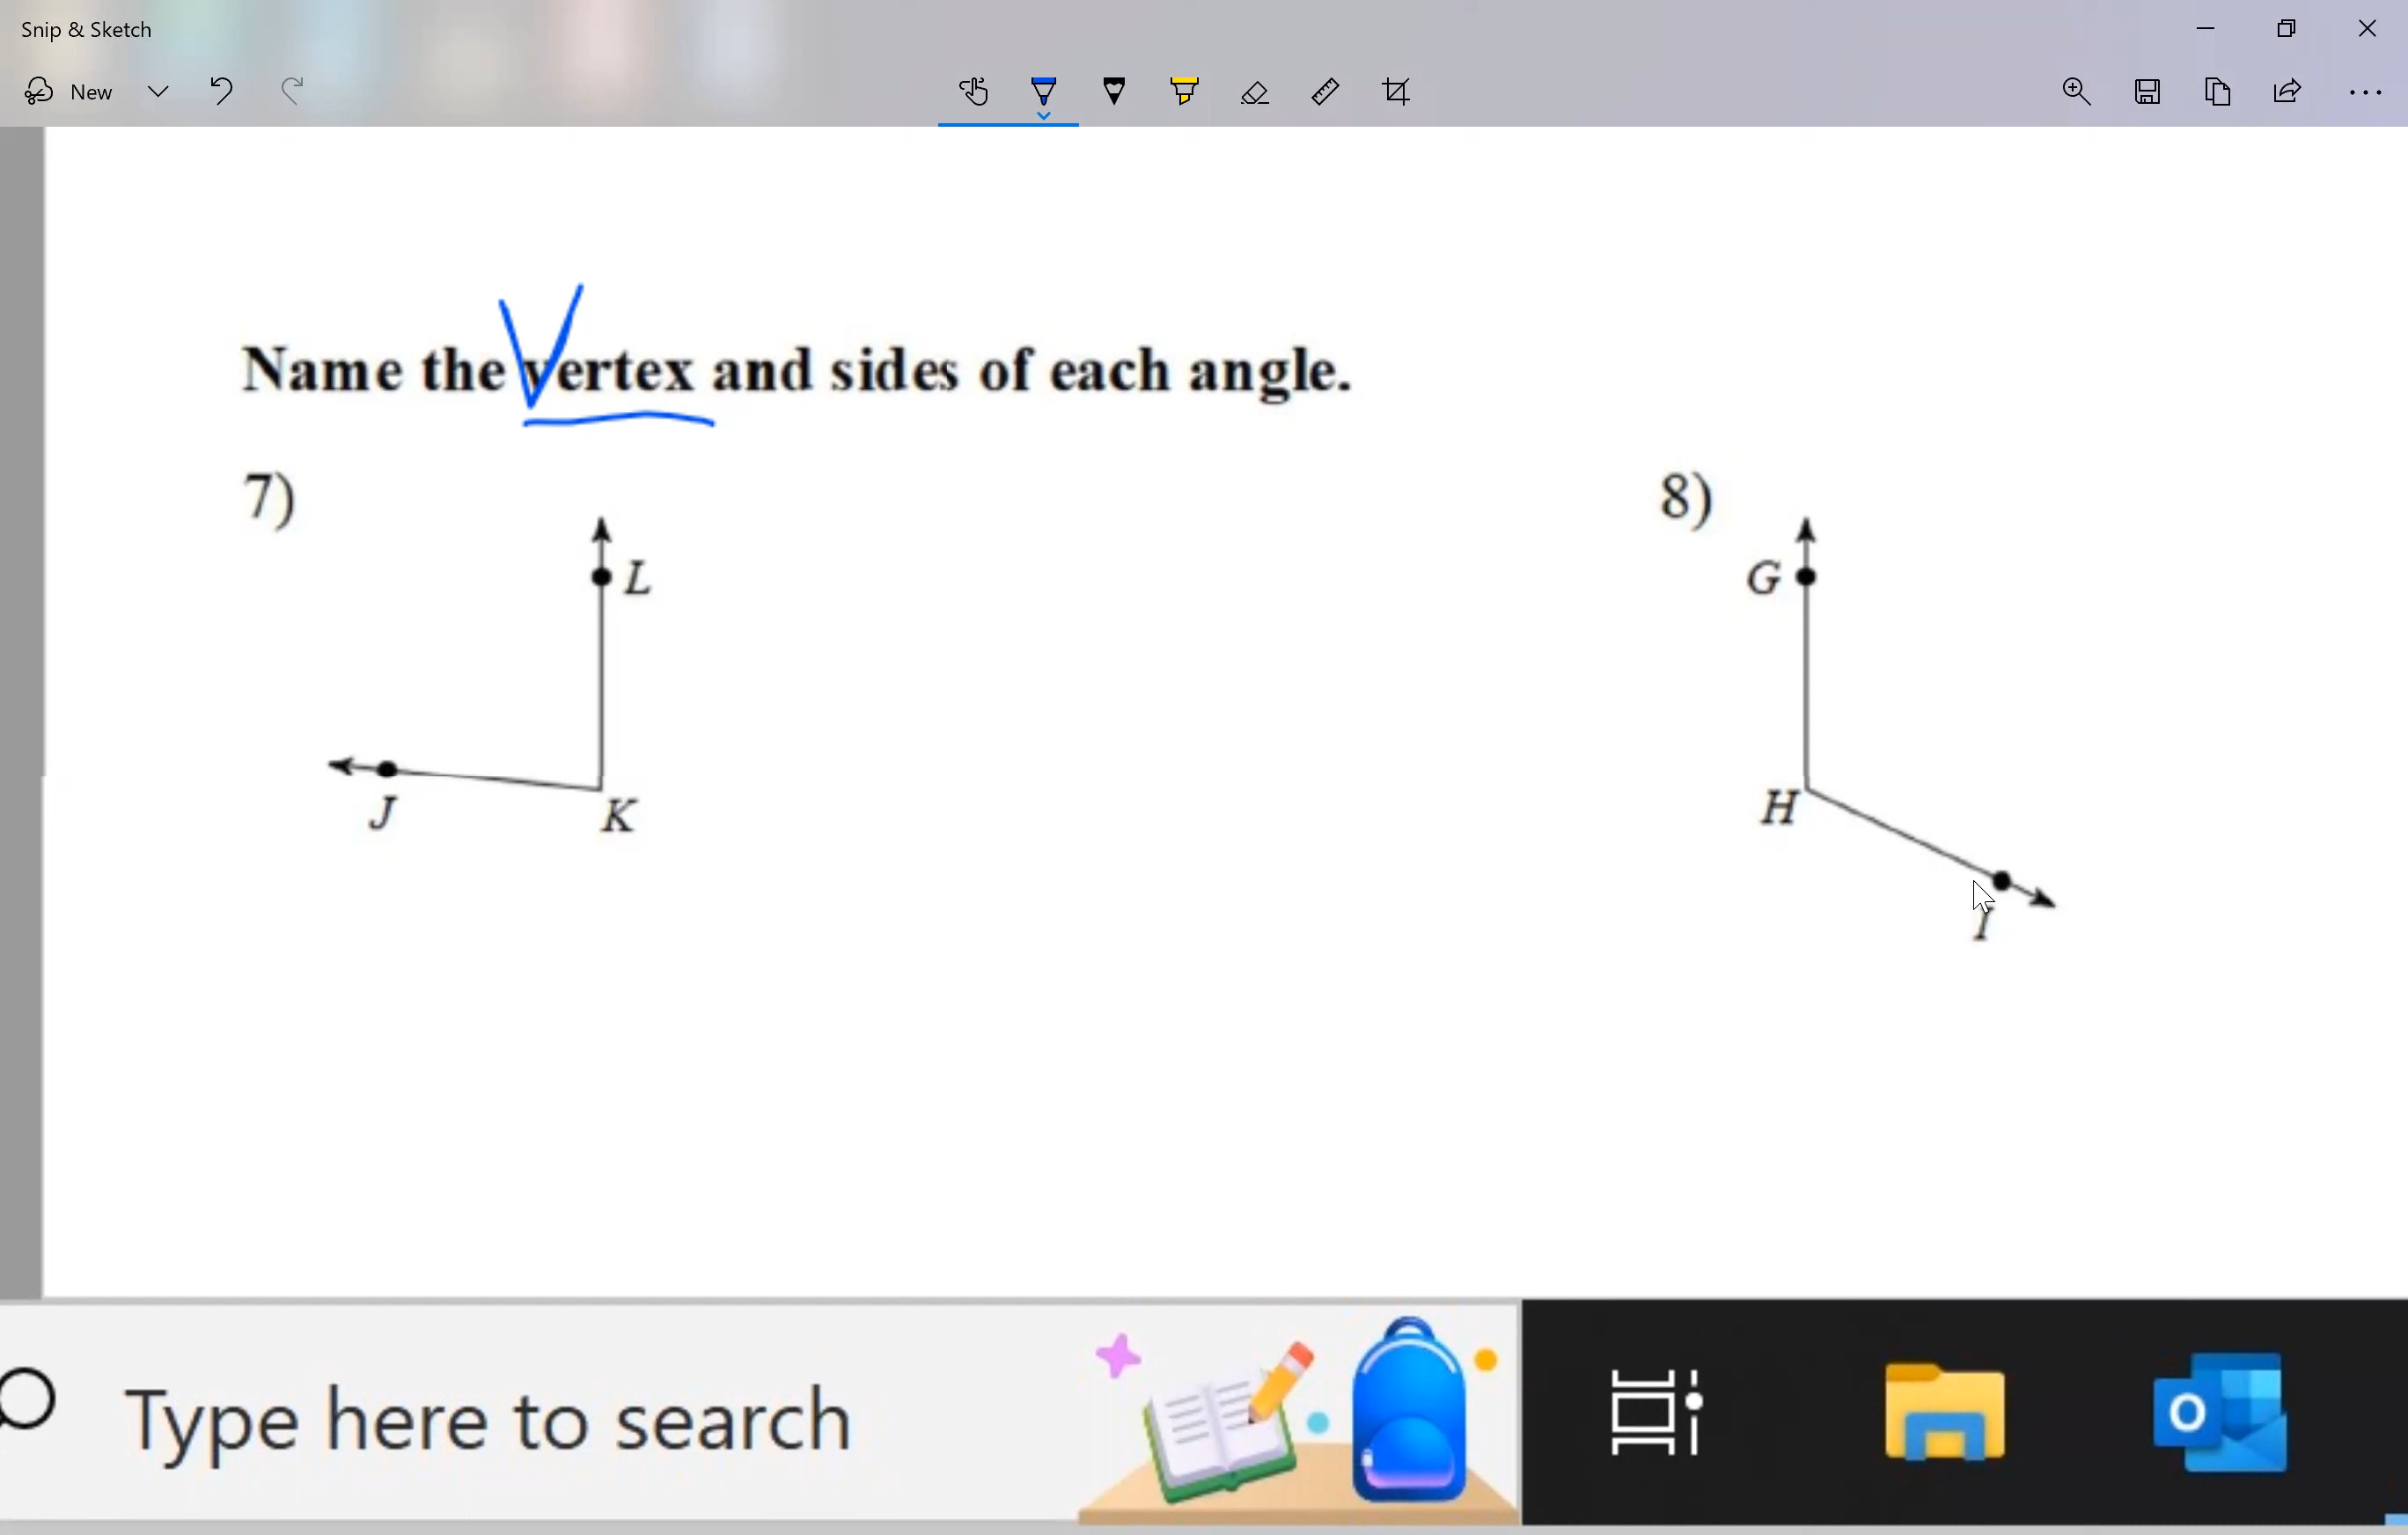 Snip & Sketch
New
Name the vertex and sides of each angle.
V
7)
8)
L
G
J
K
H
I
Type here to search
O